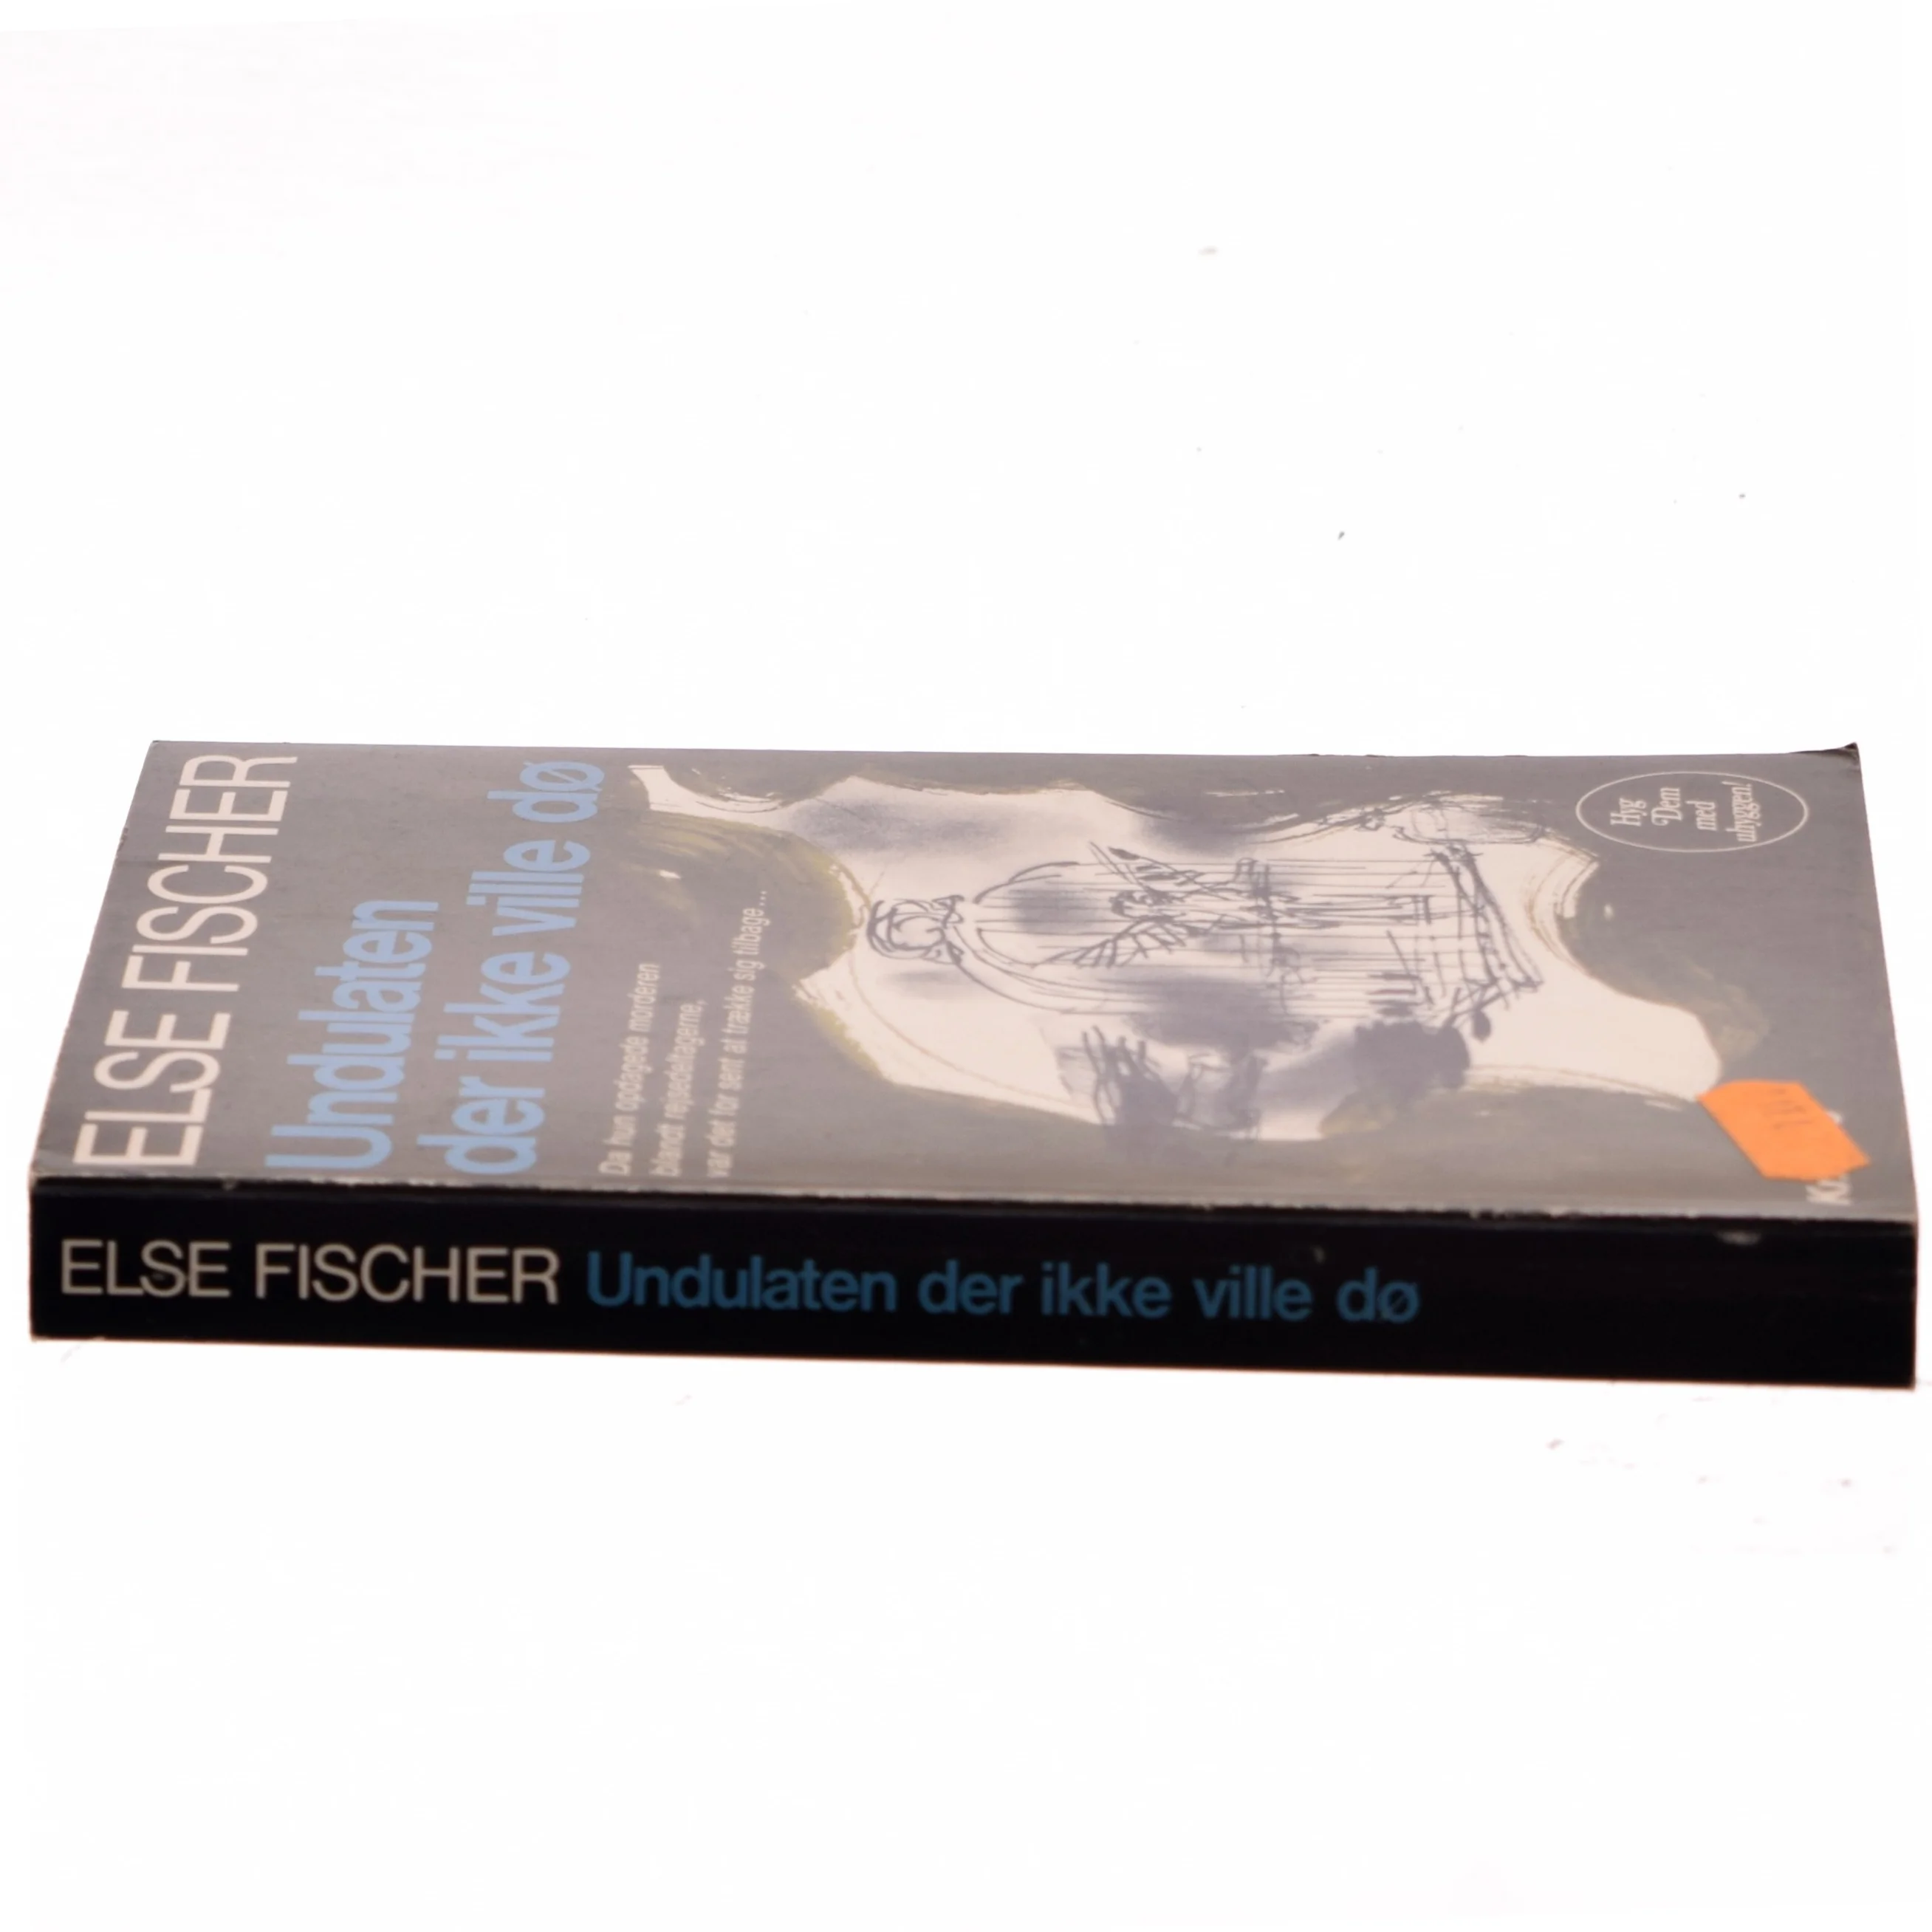 ELSE FISCHER
Undulaten
der ikke ville dø
Da hun opdagede morderen
blandt rejsedeltagerne,
var det for sent at trække sig tilbage...
Hyg
Dem
med
uhyggen!
ELSE FISCHER Undulaten der ikke ville dø